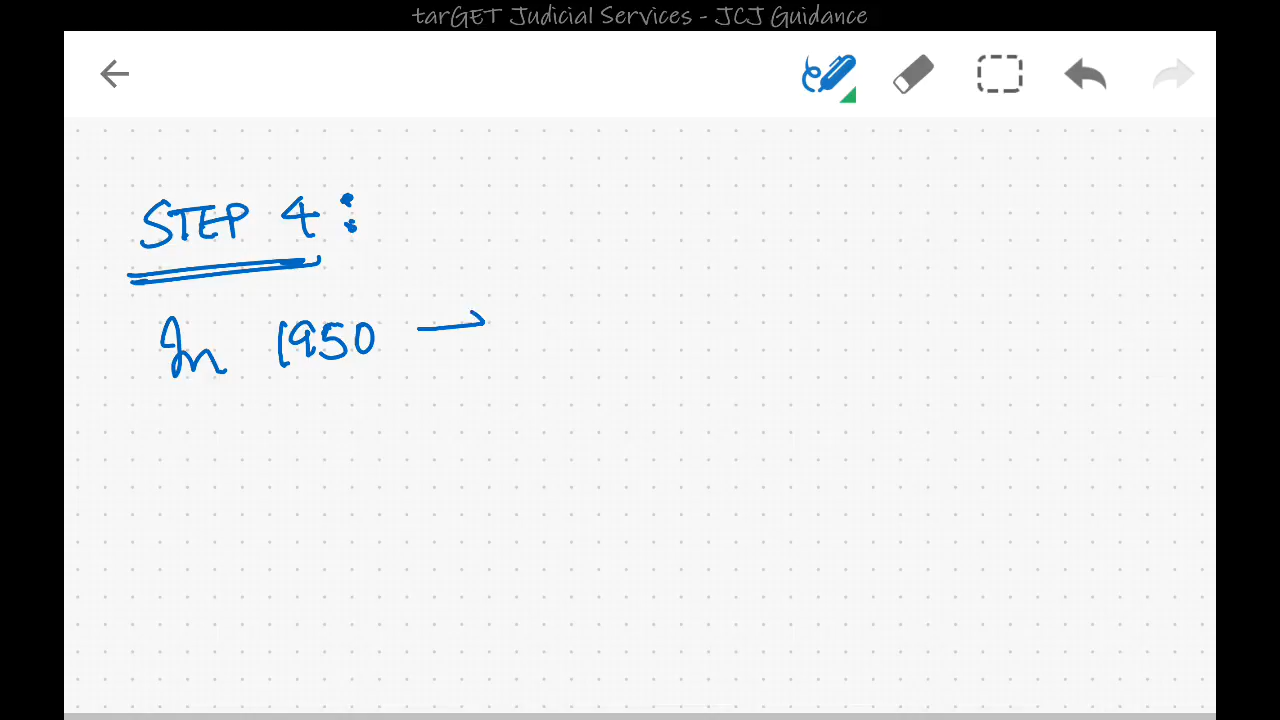 tarGET Judicial Services - JCJ Guidance
STEP 4:
In 1950 →